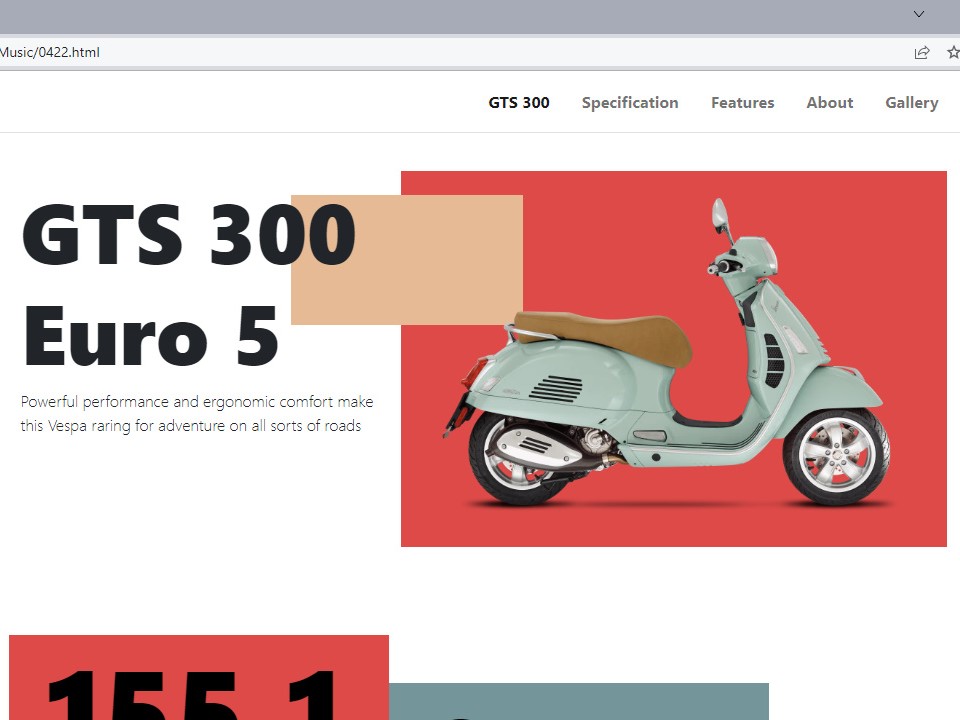 Music/0422.html
GTS 300 Specification Features About Gallery
GTS 300
Euro 5
Powerful performance and ergonomic comfort make
this Vespa raring for adventure on all sorts of roads
155.1